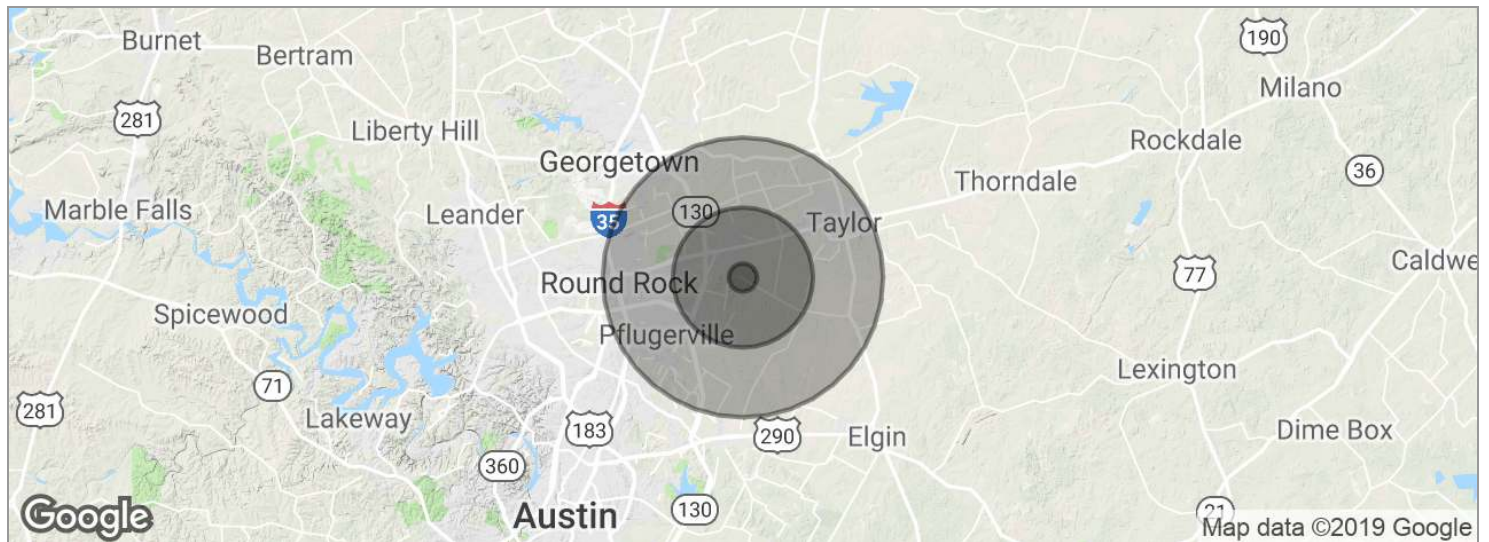 Burnet
Bertram
190
Milano
281
Liberty Hill
Rockdale
Georgetown
36
Thorndale
Marble Falls
Leander
130
35
Taylor
Caldwe
77
Round Rock
Spicewood
Pflugerville
Lexington
71
281
Lakeway
183
290
Elgin
Dime Box
360
Google
Austin
130
21
Map data ©2019 Google